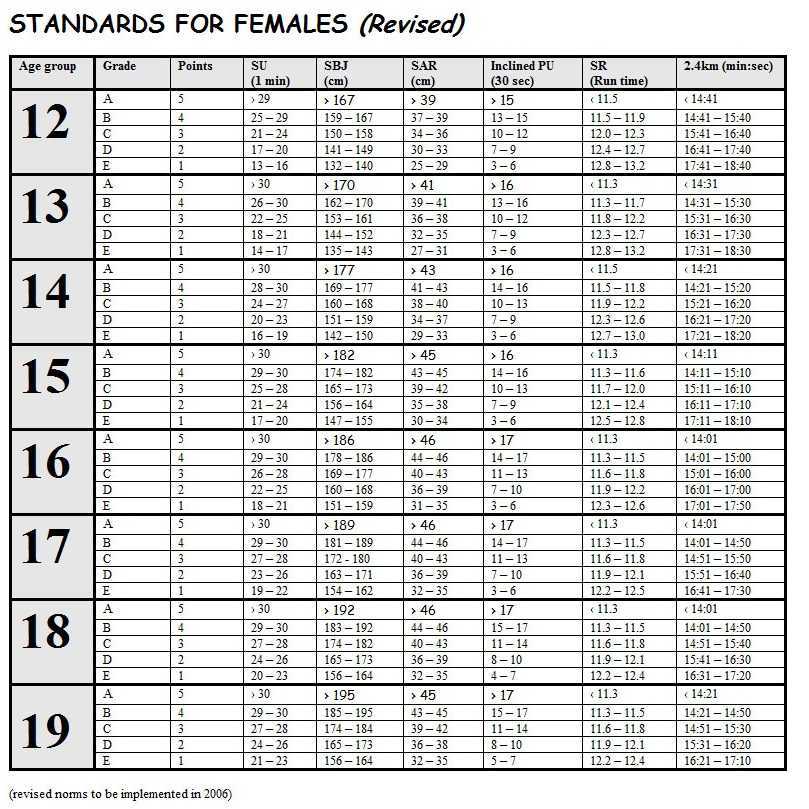 STANDARDS FOR FEMALES (Revised)
Age group Grade Points SU (1 min) SBJ (cm) SAR (cm) Inclined PU (30 sec) SR (Run time) 2.4km (min:sec)
12
A 5 › 29 > 167 > 39 > 15 ‹ 11.5 ‹ 14:41
B 4 25 – 29 159 – 167 37 – 39 13 – 15 11.5 – 11.9 14:41 – 15:40
C 3 21 – 24 150 – 158 34 – 36 10 – 12 12.0 – 12.3 15:41 – 16:40
D 2 17 – 20 141 – 149 30 – 33 7 – 9 12.4 – 12.7 16:41 – 17:40
E 1 13 – 16 132 – 140 25 – 29 3 – 6 12.8 – 13.2 17:41 – 18:40
13
A 5 › 30 > 170 > 41 > 16 ‹ 11.3 ‹ 14:31
B 4 26 – 30 162 – 170 39 – 41 13 – 16 11.3 – 11.7 14:31 – 15:30
C 3 22 – 25 153 – 161 36 – 38 10 – 12 11.8 – 12.2 15:31 – 16:30
D 2 18 – 21 144 – 152 32 – 35 7 – 9 12.3 – 12.7 16:31 – 17:30
E 1 14 – 17 135 – 143 27 – 31 3 – 6 12.8 – 13.2 17:31 – 18:30
14
A 5 › 30 > 177 > 43 > 16 ‹ 11.5 ‹ 14:21
B 4 28 – 30 169 – 177 41 – 43 14 – 16 11.5 – 11.8 14:21 – 15:20
C 3 24 – 27 160 – 168 38 – 40 10 – 13 11.9 – 12.2 15:21 – 16:20
D 2 20 – 23 151 – 159 34 – 37 7 – 9 12.3 – 12.6 16:21 – 17:20
E 1 16 – 19 142 – 150 29 – 33 3 – 6 12.7 – 13.0 17:21 – 18:20
15
A 5 › 30 > 182 > 45 > 16 ‹ 11.3 ‹ 14:11
B 4 29 – 30 174 – 182 43 – 45 14 – 16 11.3 – 11.6 14:11 – 15:10
C 3 25 – 28 165 – 173 39 – 42 10 – 13 11.7 – 12.0 15:11 – 16:10
D 2 21 – 24 156 – 164 35 – 38 7 – 9 12.1 – 12.4 16:11 – 17:10
E 1 17 – 20 147 – 155 30 – 34 3 – 6 12.5 – 12.8 17:11 – 18:10
16
A 5 › 30 > 186 > 46 > 17 ‹ 11.3 ‹ 14:01
B 4 29 – 30 178 – 186 44 – 46 14 – 17 11.3 – 11.5 14:01 – 15:00
C 3 26 – 28 169 – 177 40 – 43 11 – 13 11.6 – 11.8 15:01 – 16:00
D 2 22 – 25 160 – 168 36 – 39 7 – 10 11.9 – 12.2 16:01 – 17:00
E 1 18 – 21 151 – 159 31 – 35 3 – 6 12.3 – 12.6 17:01 – 17:50
17
A 5 › 30 > 189 > 46 > 17 ‹ 11.3 ‹ 14:01
B 4 29 – 30 181 – 189 44 – 46 14 – 17 11.3 – 11.5 14:01 – 14:50
C 3 27 – 28 172 - 180 40 – 43 11 – 13 11.6 – 11.8 14:51 – 15:50
D 2 23 – 26 163 – 171 36 – 39 7 – 10 11.9 – 12.1 15:51 – 16:40
E 1 19 – 22 154 – 162 32 – 35 3 – 6 12.2 – 12.5 16:41 – 17:30
18
A 5 › 30 > 192 > 46 > 17 ‹ 11.3 ‹ 14:01
B 4 29 – 30 183 – 192 44 – 46 15 – 17 11.3 – 11.5 14:01 – 14:50
C 3 27 – 28 174 – 182 40 – 43 11 – 14 11.6 – 11.8 14:51 – 15:40
D 2 24 – 26 165 – 173 36 – 39 8 – 10 11.9 – 12.1 15:41 – 16:30
E 1 20 – 23 156 – 164 32 – 35 4 – 7 12.2 – 12.4 16:31 – 17:20
19
A 5 › 30 > 195 > 45 > 17 ‹ 11.3 ‹ 14:21
B 4 29 – 30 185 – 195 43 – 45 15 – 17 11.3 – 11.5 14:21 – 14:50
C 3 27 – 28 174 – 184 39 – 42 11 – 14 11.6 – 11.8 14:51 – 15:30
D 2 24 – 26 165 – 173 36 – 38 8 – 10 11.9 – 12.1 15:31 – 16:20
E 1 21 – 23 156 – 164 32 – 35 5 – 7 12.2 – 12.4 16:21 – 17:10
(revised norms to be implemented in 2006)